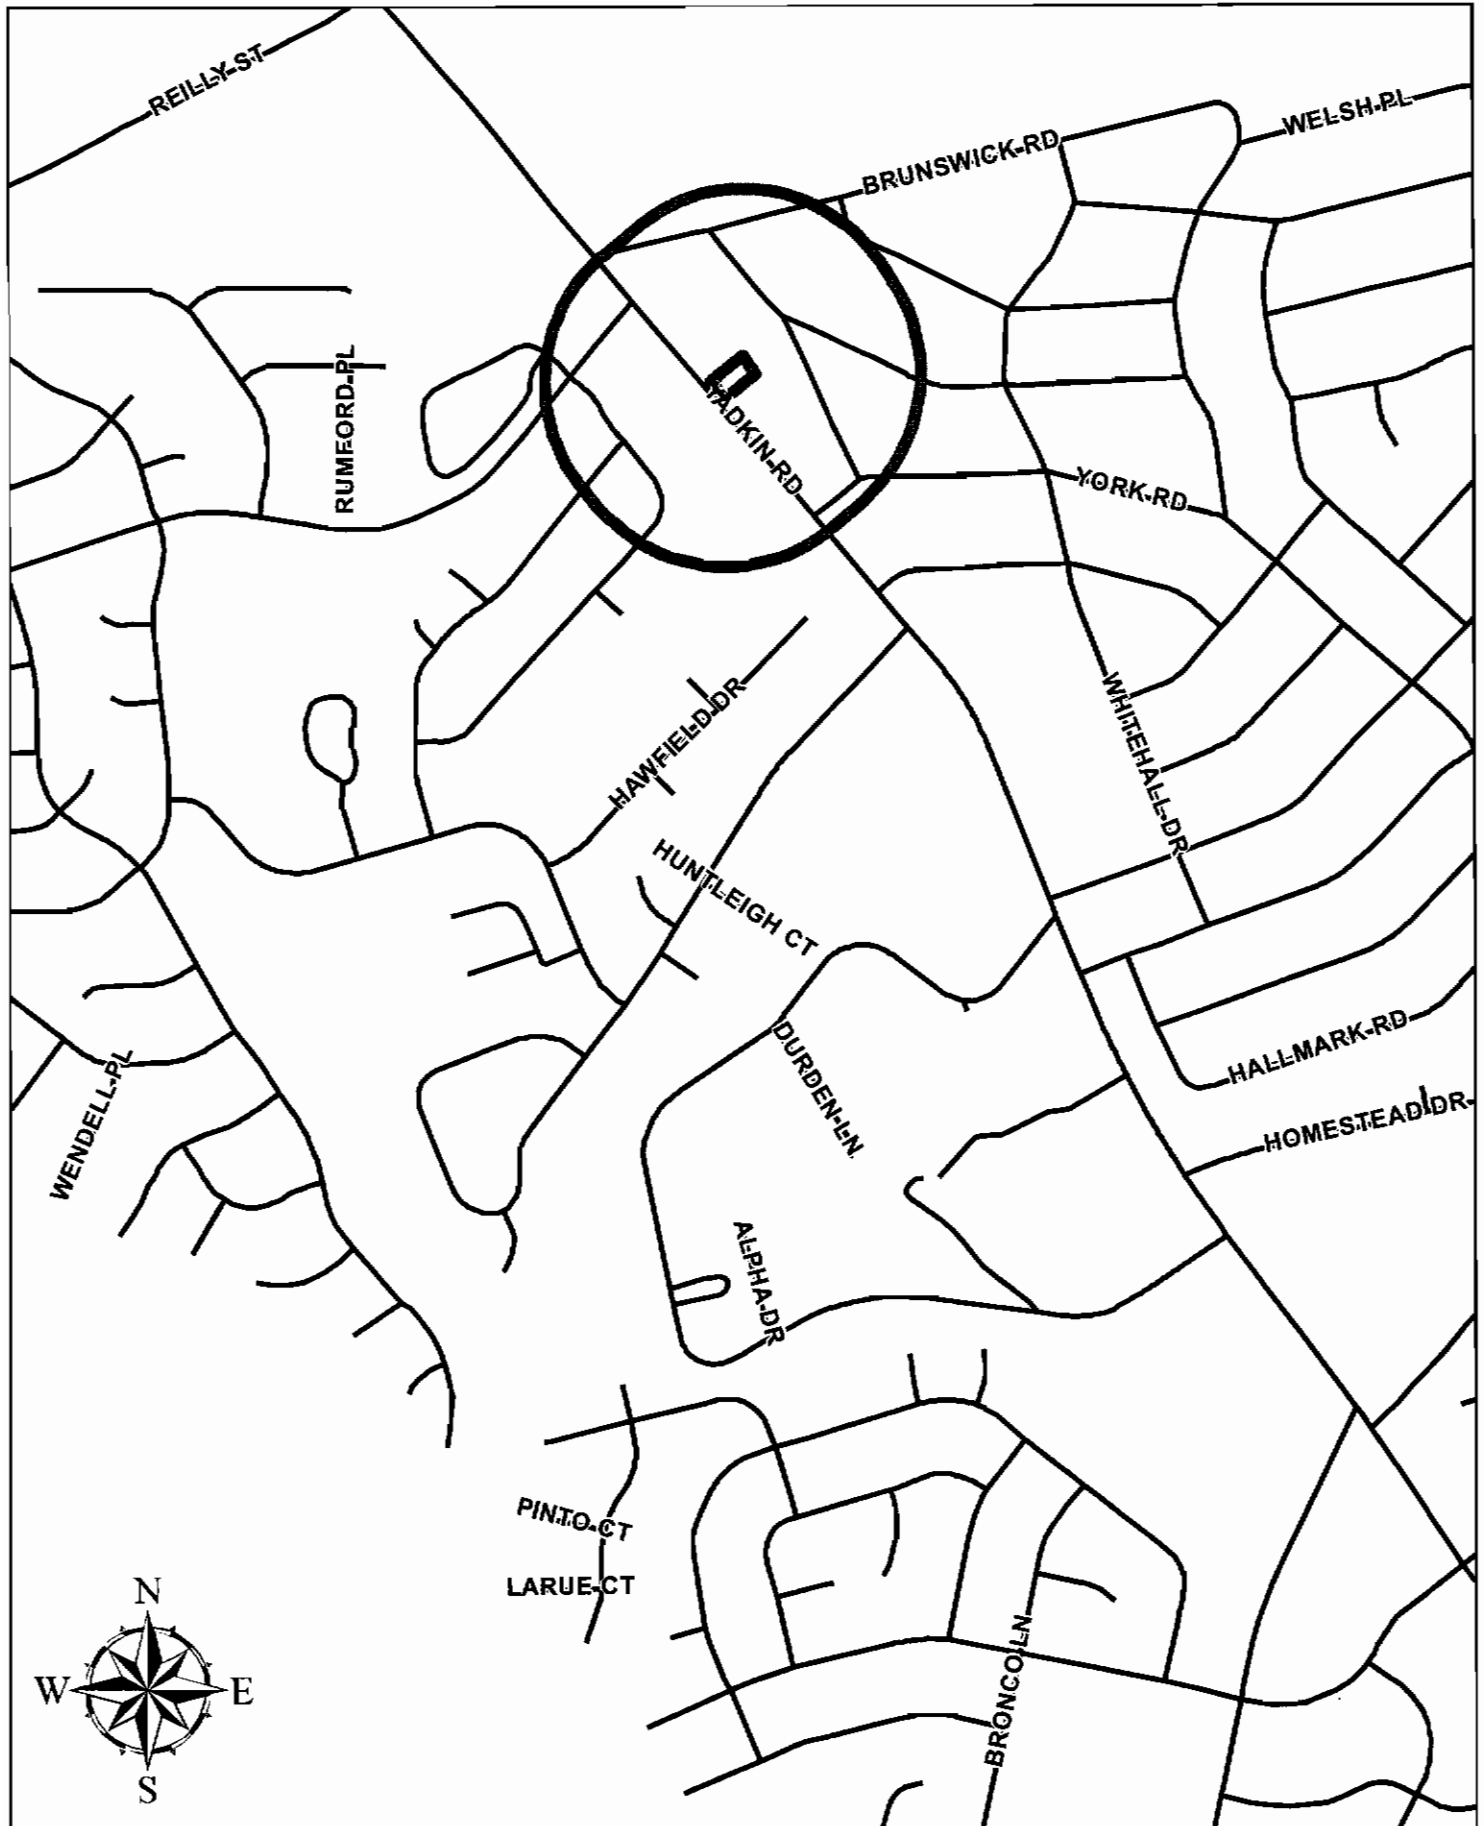 REILLY ST
WELSH PL
BRUNSWICK RD
RUMFORD PL
YADKIN RD
YORK RD
HAWFIELD DR
WHITEHALL DR
HUNTLEIGH CT
HALLMARK RD
DURDEN LN
HOMESTEAD DR
WENDELL PL
ALPHA DR
PINTO CT
LARUE CT
BRONCO LN
N
W E
S